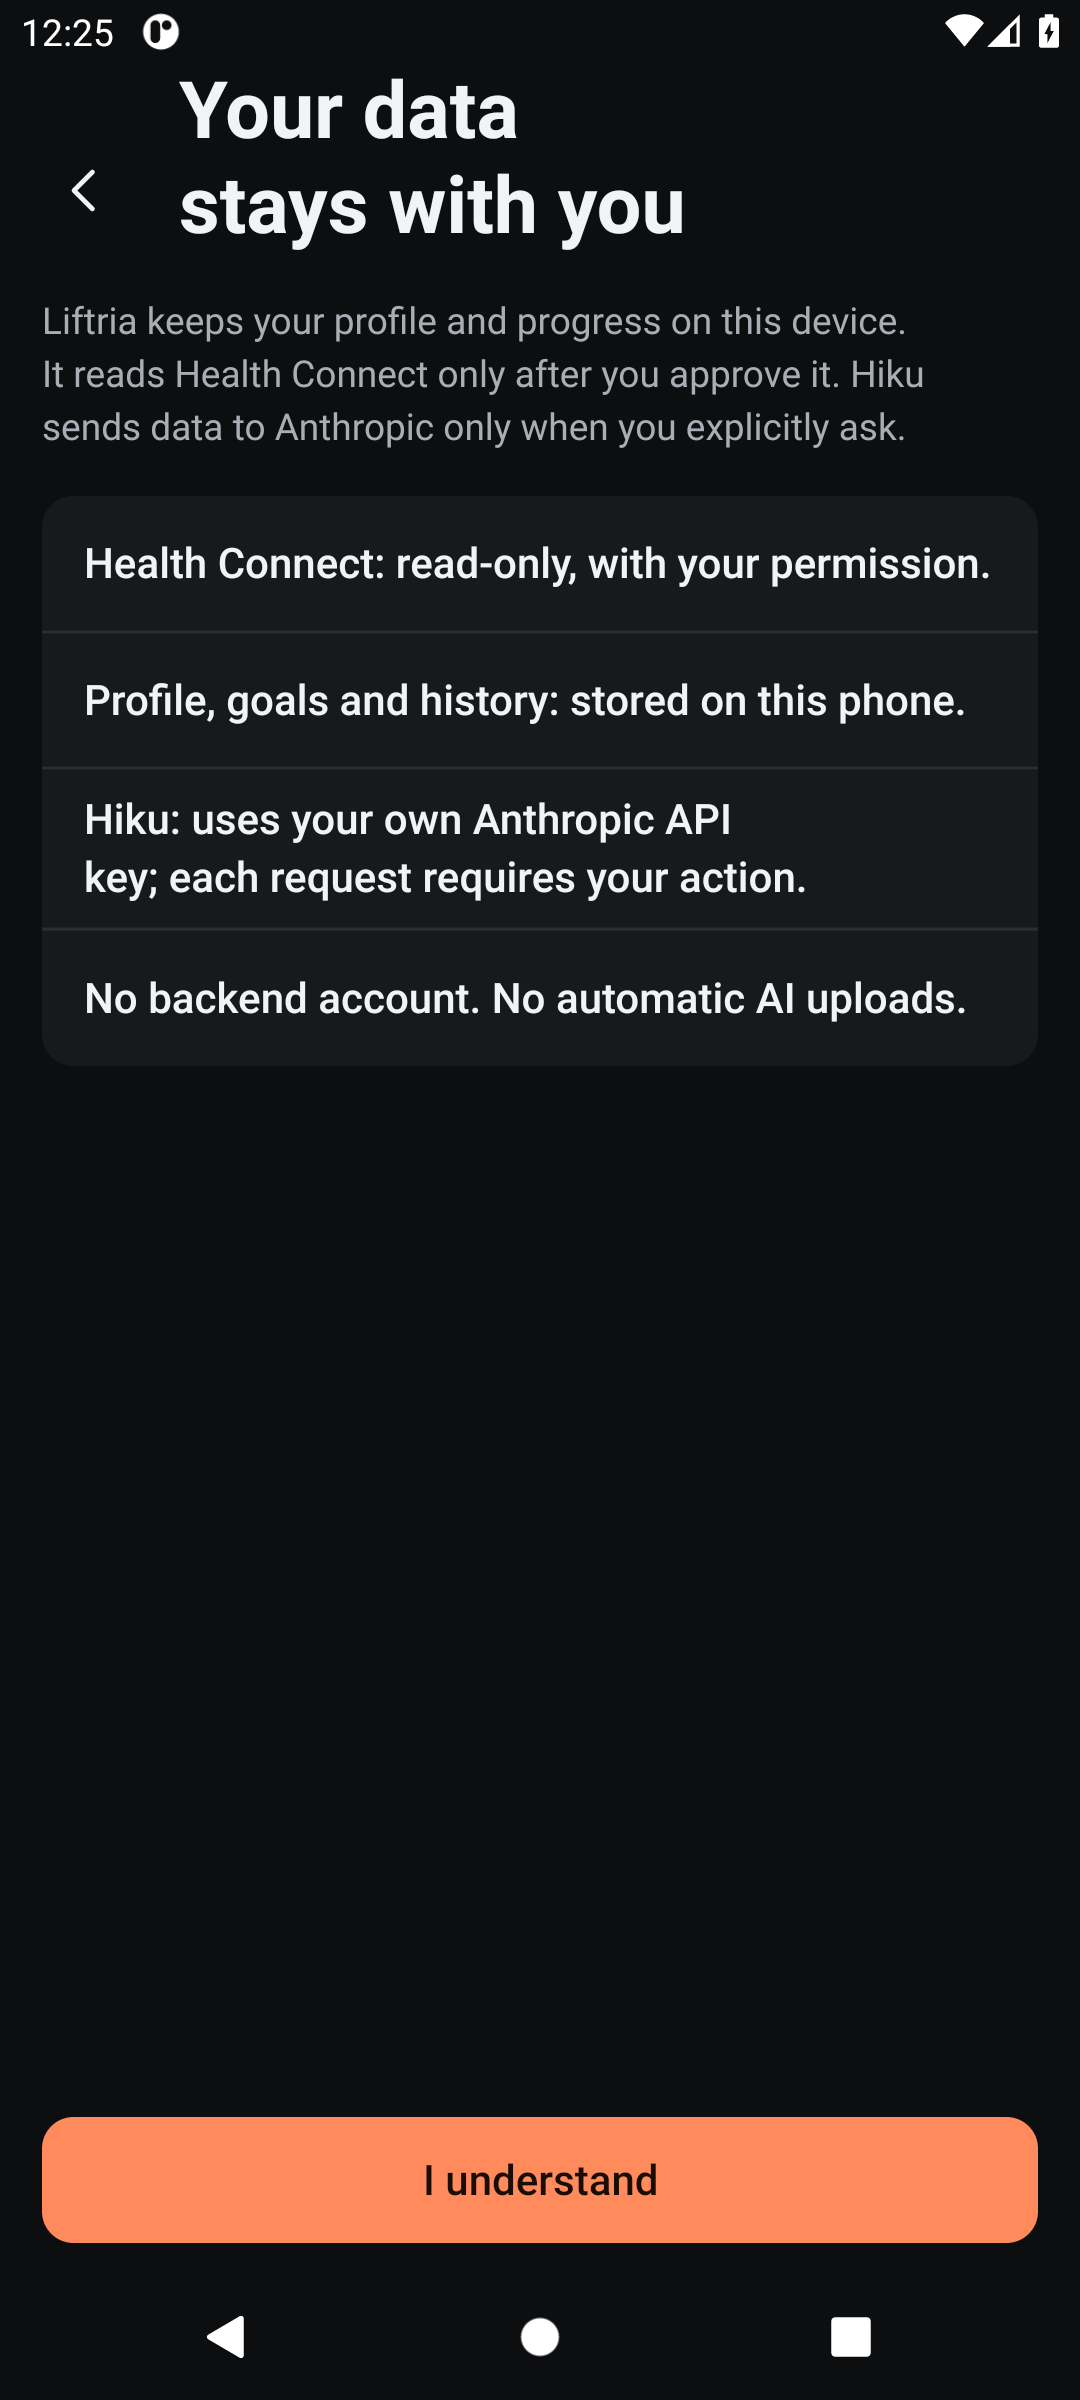 12:25
Your data
stays with you
Liftria keeps your profile and progress on this device.
It reads Health Connect only after you approve it. Hiku
sends data to Anthropic only when you explicitly ask.
Health Connect: read-only, with your permission.
Profile, goals and history: stored on this phone.
Hiku: uses your own Anthropic API
key; each request requires your action.
No backend account. No automatic AI uploads.
I understand